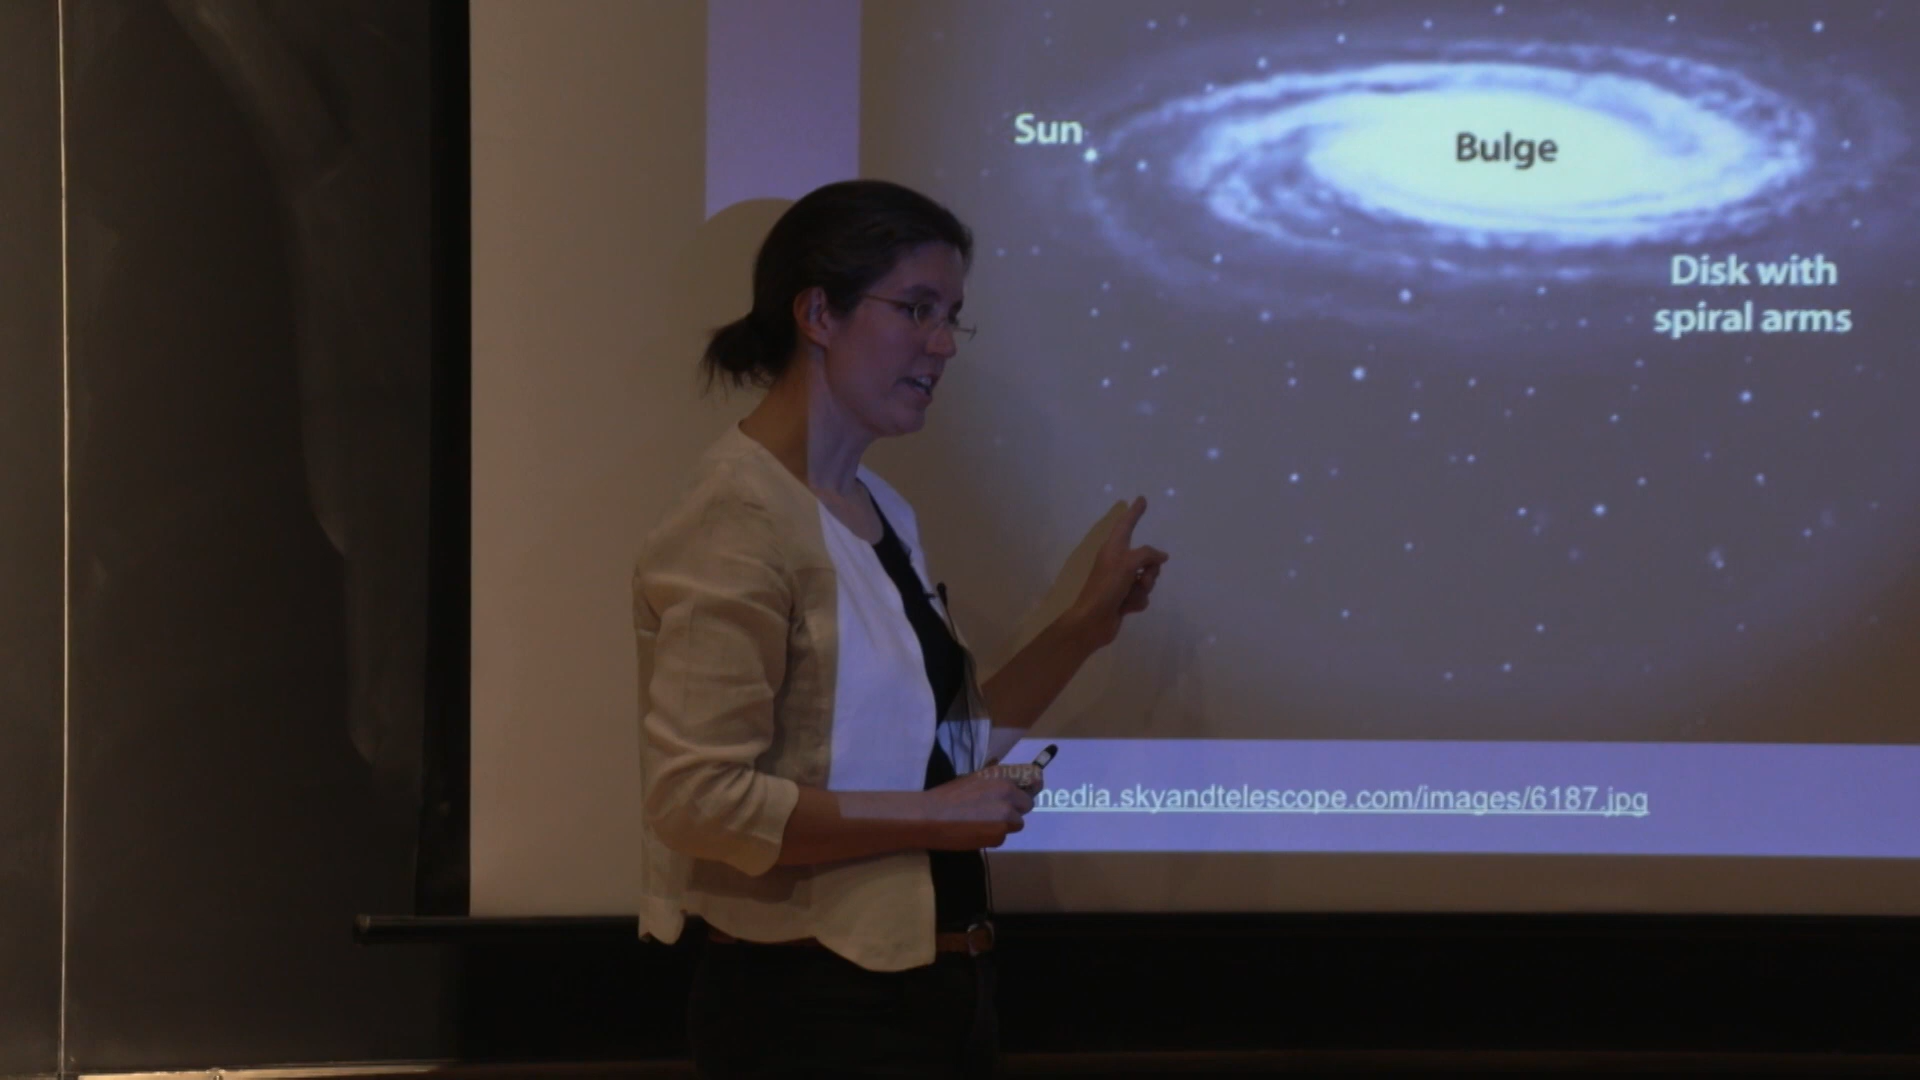 Sun
Bulge
Disk with
spiral arms
media.skyandtelescope.com/images/6187.jpg